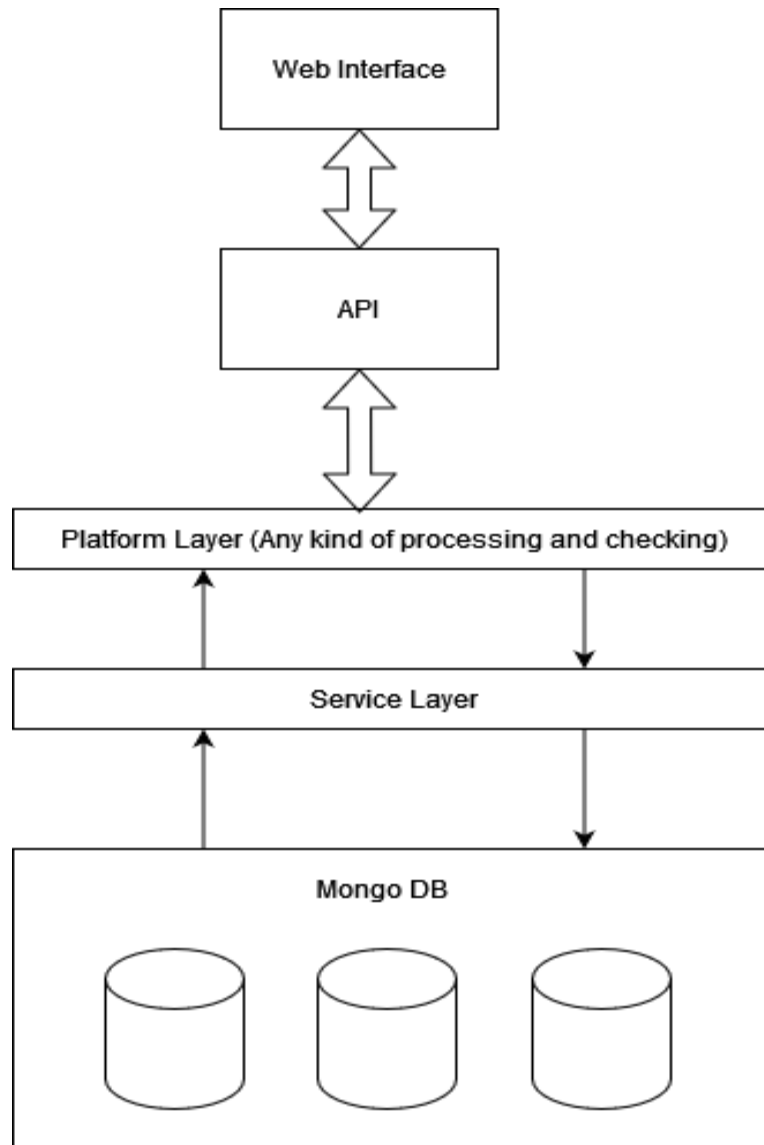 Web Interface
API
Platform Layer (Any kind of processing and checking)
Service Layer
Mongo DB